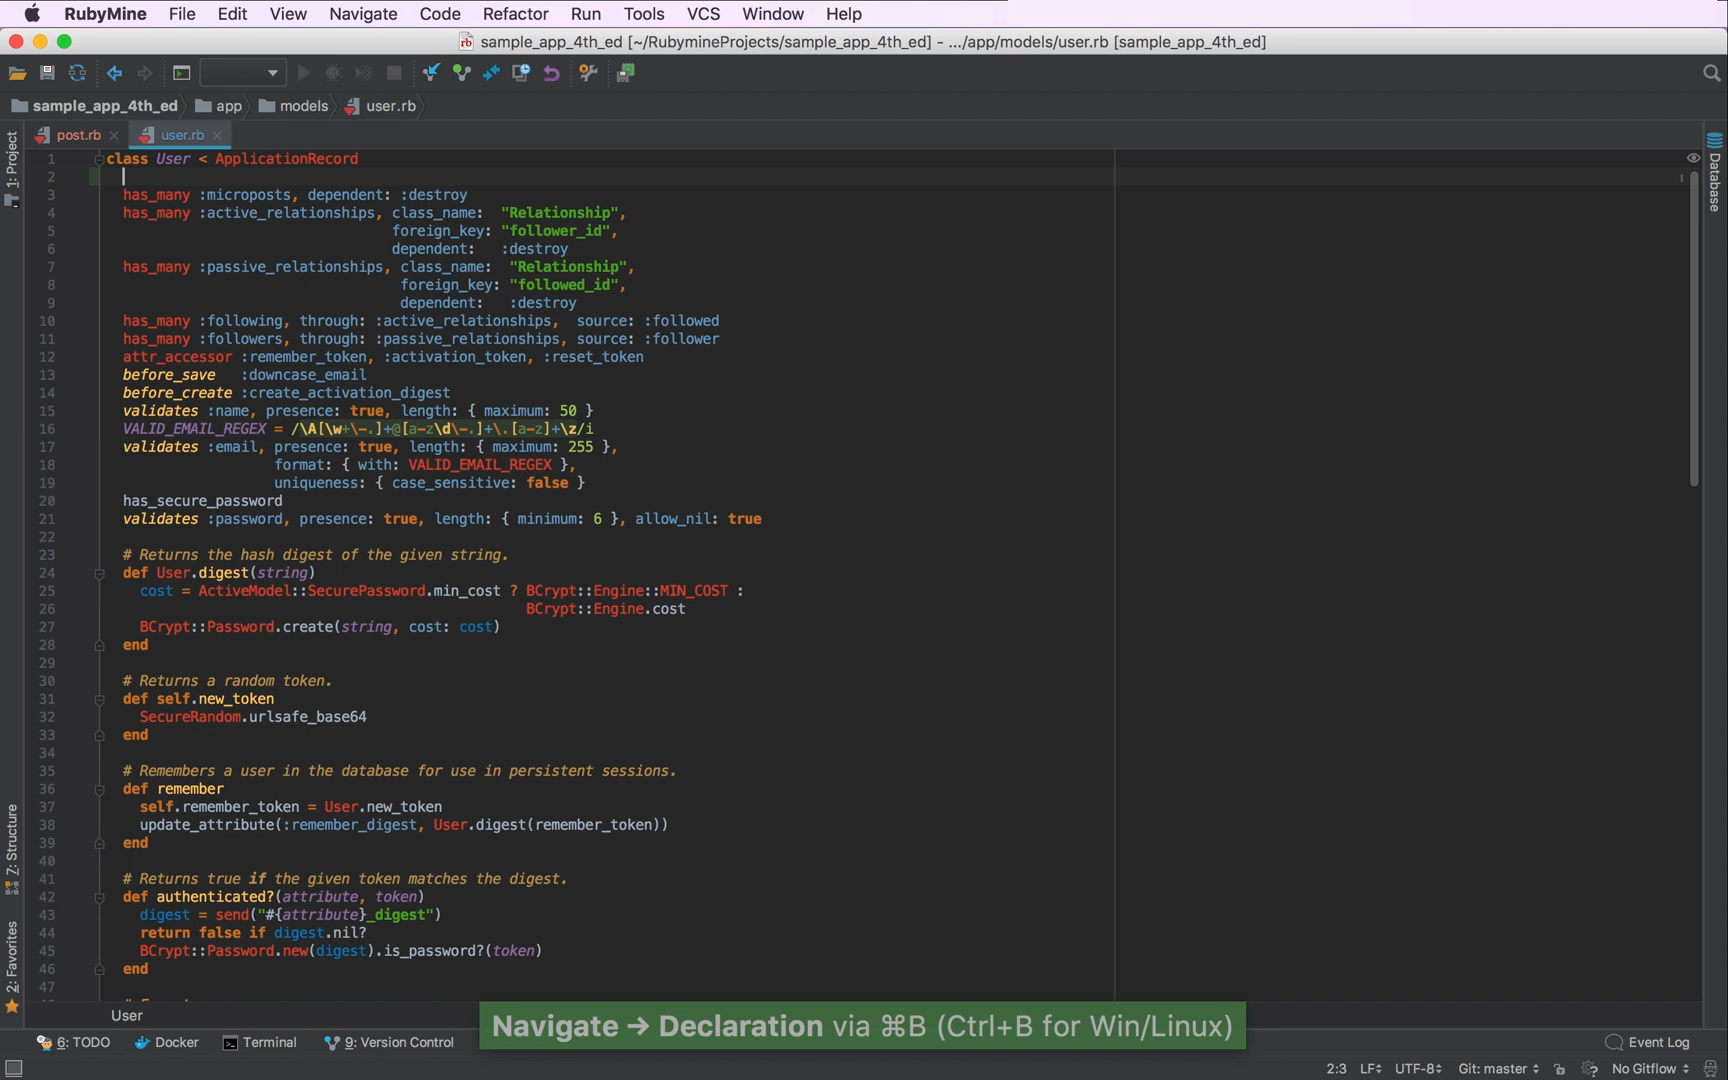 RubyMine File Edit View Navigate Code Refactor Run Tools VCS Window Help
sample_app_4th_ed [~/RubymineProjects/sample_app_4th_ed] - .../app/models/user.rb [sample_app_4th_ed]
sample_app_4th_ed app models user.rb
post.rb user.rb
1: Project
Database
1 class User < ApplicationRecord
2
3 has_many :microposts, dependent: :destroy
4 has_many :active_relationships, class_name: "Relationship",
5 foreign_key: "follower_id",
6 dependent: :destroy
7 has_many :passive_relationships, class_name: "Relationship",
8 foreign_key: "followed_id",
9 dependent: :destroy
10 has_many :following, through: :active_relationships, source: :followed
11 has_many :followers, through: :passive_relationships, source: :follower
12 attr_accessor :remember_token, :activation_token, :reset_token
13 before_save :downcase_email
14 before_create :create_activation_digest
15 validates :name, presence: true, length: { maximum: 50 }
16 VALID_EMAIL_REGEX = /\A[\w+\-.]+@[a-z\d\-.]+\.[a-z]+\z/i
17 validates :email, presence: true, length: { maximum: 255 },
18 format: { with: VALID_EMAIL_REGEX },
19 uniqueness: { case_sensitive: false }
20 has_secure_password
21 validates :password, presence: true, length: { minimum: 6 }, allow_nil: true
22
23 # Returns the hash digest of the given string.
24 def User.digest(string)
25 cost = ActiveModel::SecurePassword.min_cost ? BCrypt::Engine::MIN_COST :
26 BCrypt::Engine.cost
27 BCrypt::Password.create(string, cost: cost)
28 end
29
30 # Returns a random token.
31 def self.new_token
32 SecureRandom.urlsafe_base64
33 end
34
35 # Remembers a user in the database for use in persistent sessions.
36 def remember
37 self.remember_token = User.new_token
38 update_attribute(:remember_digest, User.digest(remember_token))
39 end
40
41 # Returns true if the given token matches the digest.
42 def authenticated?(attribute, token)
43 digest = send("#{attribute}_digest")
44 return false if digest.nil?
45 BCrypt::Password.new(digest).is_password?(token)
46 end
47
7: Structure
2: Favorites
User
Navigate → Declaration via ⌘B (Ctrl+B for Win/Linux)
6: TODO Docker Terminal 9: Version Control Event Log
2:3 LF UTF-8 Git: master No Gitflow